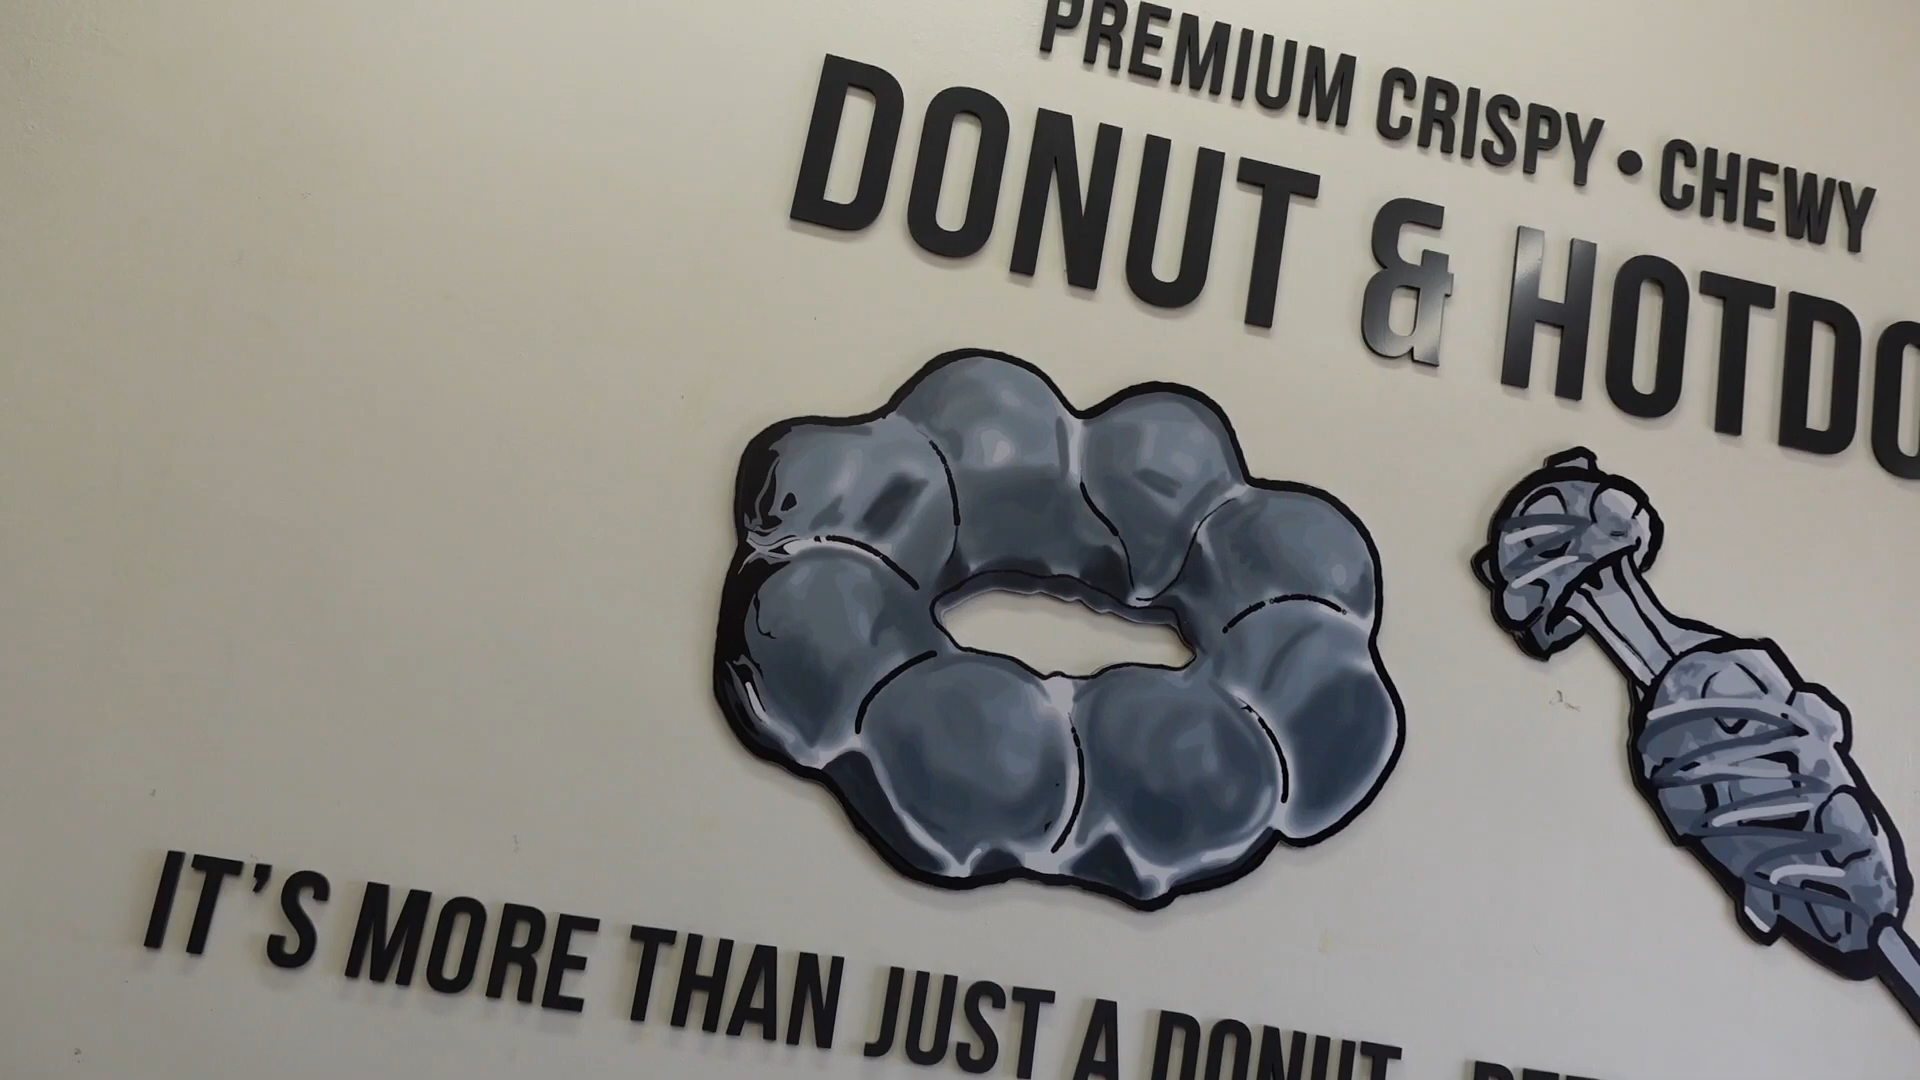 PREMIUM CRISPY • CHEWY
DONUT & HOTDO
IT'S MORE THAN JUST A DONUT